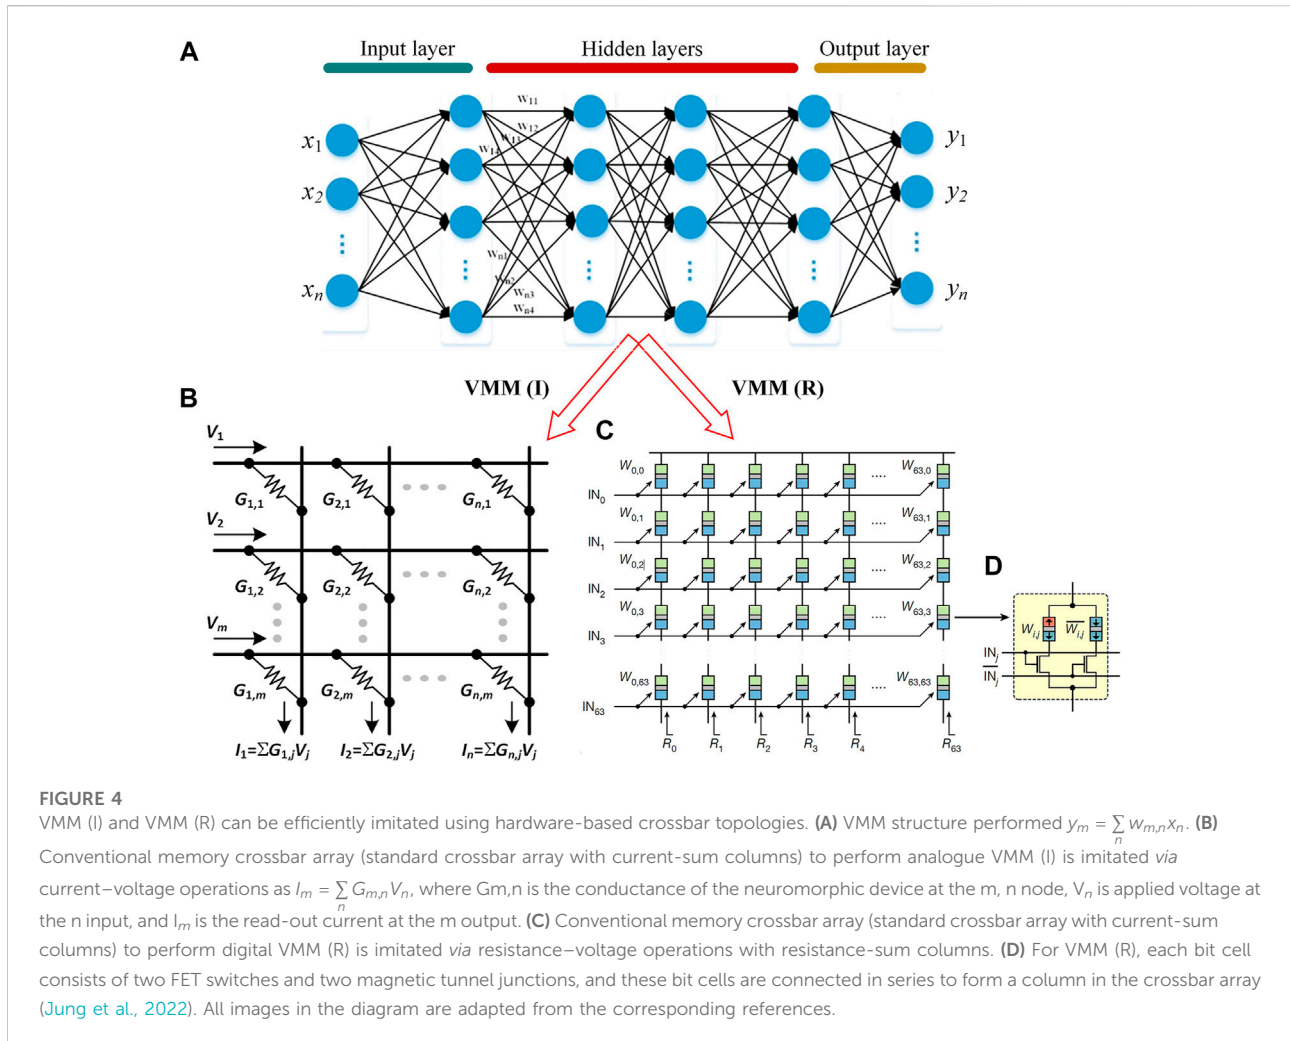 A
Input layer
Hidden layers
Output layer
w11
w12
w13
w14
x1
x2
xn
wn1
wn2
wn3
wn4
y1
y2
yn
VMM (I)
VMM (R)
B
V1
G1,1
G2,1
Gn,1
V2
G1,2
G2,2
Gn,2
Vm
G1,m
G2,m
Gn,m
I1=ΣG1,jVj
I2=ΣG2,jVj
In=ΣGn,jVj
C
W0,0
....
W63,0
IN0
W0,1
....
W63,1
IN1
W0,2
....
W63,2
IN2
W0,3
....
W63,3
IN3
W0,63
....
W63,63
IN63
R0
R1
R2
R3
R4
R63
D
Wi,j
W̅i,j
INj
I̅N̅j
FIGURE 4
VMM (I) and VMM (R) can be efficiently imitated using hardware-based crossbar topologies. (A) VMM structure performed ym = ∑n wm,nxn. (B)
Conventional memory crossbar array (standard crossbar array with current-sum columns) to perform analogue VMM (I) is imitated via
current–voltage operations as Im = ∑n Gm,nVn, where Gm,n is the conductance of the neuromorphic device at the m, n node, Vn is applied voltage at
the n input, and Im is the read-out current at the m output. (C) Conventional memory crossbar array (standard crossbar array with current-sum
columns) to perform digital VMM (R) is imitated via resistance–voltage operations with resistance-sum columns. (D) For VMM (R), each bit cell
consists of two FET switches and two magnetic tunnel junctions, and these bit cells are connected in series to form a column in the crossbar array
(Jung et al., 2022). All images in the diagram are adapted from the corresponding references.